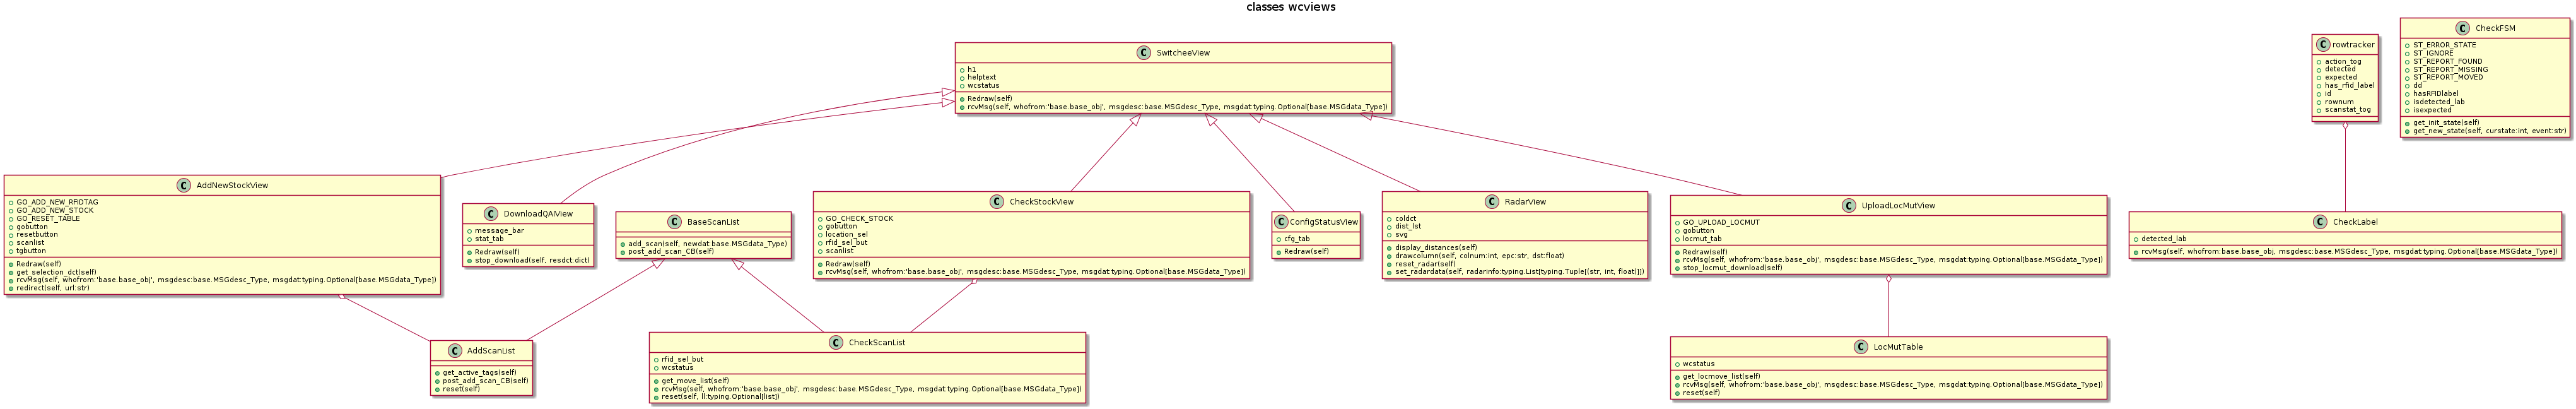 classes wcviews
C SwitcheeView
h1
helptext
wcstatus
Redraw(self)
rcvMsg(self, whofrom:'base.base_obj', msgdesc:base.MSGdesc_Type, msgdat:typing.Optional[base.MSGdata_Type])
C rowtracker
action_tog
detected
expected
has_rfid_label
id
rownum
scanstat_tog
C CheckFSM
ST_ERROR_STATE
ST_IGNORE
ST_REPORT_FOUND
ST_REPORT_MISSING
ST_REPORT_MOVED
dd
hasRFIDlabel
isdetected_lab
isexpected
get_init_state(self)
get_new_state(self, curstate:int, event:str)
C AddNewStockView
GO_ADD_NEW_RFIDTAG
GO_ADD_NEW_STOCK
GO_RESET_TABLE
gobutton
resetbutton
scanlist
tgbutton
Redraw(self)
get_selection_dct(self)
rcvMsg(self, whofrom:'base.base_obj', msgdesc:base.MSGdesc_Type, msgdat:typing.Optional[base.MSGdata_Type])
redirect(self, url:str)
C DownloadQAIView
message_bar
stat_tab
Redraw(self)
stop_download(self, resdct:dict)
C BaseScanList
add_scan(self, newdat:base.MSGdata_Type)
post_add_scan_CB(self)
C CheckStockView
GO_CHECK_STOCK
gobutton
location_sel
rfid_sel_but
scanlist
Redraw(self)
rcvMsg(self, whofrom:'base.base_obj', msgdesc:base.MSGdesc_Type, msgdat:typing.Optional[base.MSGdata_Type])
C ConfigStatusView
cfg_tab
Redraw(self)
C RadarView
coldct
dist_lst
svg
display_distances(self)
drawcolumn(self, colnum:int, epc:str, dst:float)
reset_radar(self)
set_radardata(self, radarinfo:typing.List[typing.Tuple[(str, int, float)]])
C UploadLocMutView
GO_UPLOAD_LOCMUT
gobutton
locmut_tab
Redraw(self)
rcvMsg(self, whofrom:'base.base_obj', msgdesc:base.MSGdesc_Type, msgdat:typing.Optional[base.MSGdata_Type])
stop_locmut_download(self)
C CheckLabel
detected_lab
rcvMsg(self, whofrom:base.base_obj, msgdesc:base.MSGdesc_Type, msgdat:typing.Optional[base.MSGdata_Type])
C AddScanList
get_active_tags(self)
post_add_scan_CB(self)
reset(self)
C CheckScanList
rfid_sel_but
wcstatus
get_move_list(self)
rcvMsg(self, whofrom:'base.base_obj', msgdesc:base.MSGdesc_Type, msgdat:typing.Optional[base.MSGdata_Type])
reset(self, ll:typing.Optional[list])
C LocMutTable
wcstatus
get_locmove_list(self)
rcvMsg(self, whofrom:'base.base_obj', msgdesc:base.MSGdesc_Type, msgdat:typing.Optional[base.MSGdata_Type])
reset(self)